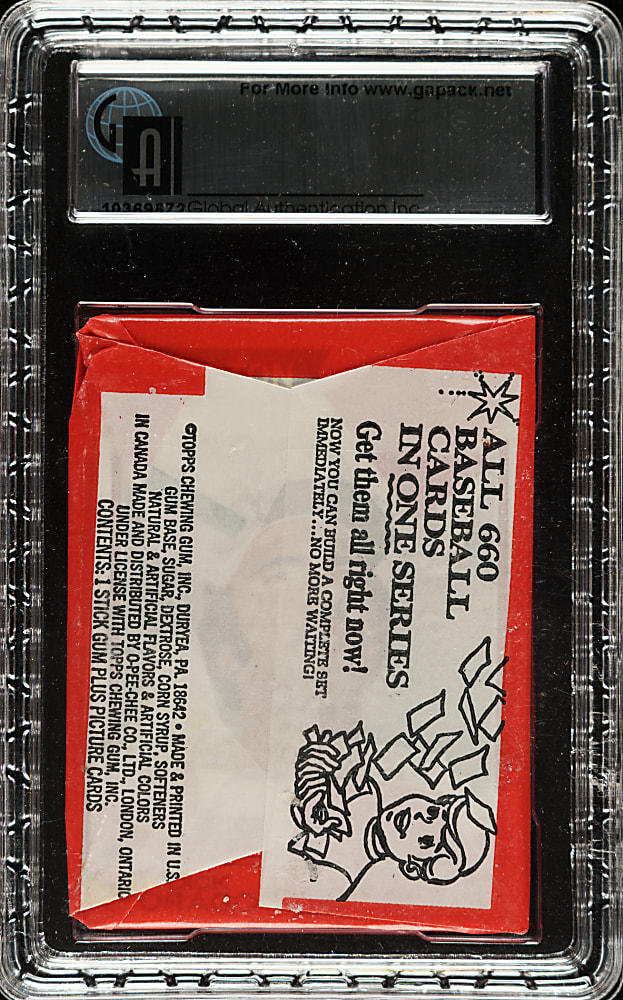 For More Info www.gapack.net
GA
10369872 Global Authentication Inc.
ALL 660
BASEBALL
CARDS
IN ONE SERIES
Get them all right now!
NOW YOU CAN BUILD A COMPLETE SET
IMMEDIATELY...NO MORE WAITING!
©TOPPS CHEWING GUM, INC., DURYEA, PA. 18642 • MADE & PRINTED IN U.S.
GUM BASE, SUGAR, DEXTROSE, CORN SYRUP, SOFTENERS
NATURAL & ARTIFICIAL FLAVORS & ARTIFICIAL COLORS
IN CANADA MADE AND DISTRIBUTED BY O-PEE-CHEE CO., LTD., LONDON, ONTARIO
UNDER LICENSE WITH TOPPS CHEWING GUM, INC.
CONTENTS: 1 STICK GUM PLUS PICTURE CARDS